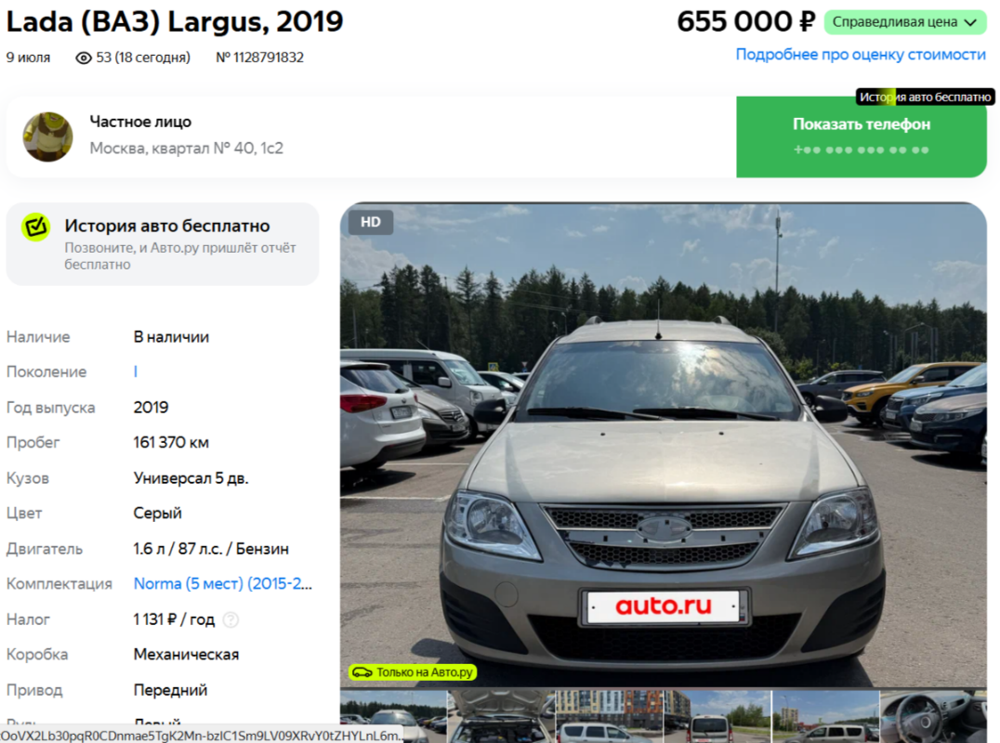 Lada (ВАЗ) Largus, 2019
655 000 ₽
Справедливая цена
9 июля
53 (18 сегодня)
№ 1128791832
Подробнее про оценку стоимости
История авто бесплатно
Частное лицо
Москва, квартал № 40, 1с2
Показать телефон
+●● ●●● ●●● ●● ●●
История авто бесплатно
Позвоните, и Авто.ру пришлёт отчёт
бесплатно
HD
Наличие В наличии
Поколение I
Год выпуска 2019
Пробег 161 370 км
Кузов Универсал 5 дв.
Цвет Серый
Двигатель 1.6 л / 87 л.с. / Бензин
Комплектация Norma (5 мест) (2015-2...
Налог 1 131 ₽ / год ?
Коробка Механическая
Привод Передний
Руль Левый
auto.ru
Только на Авто.ру